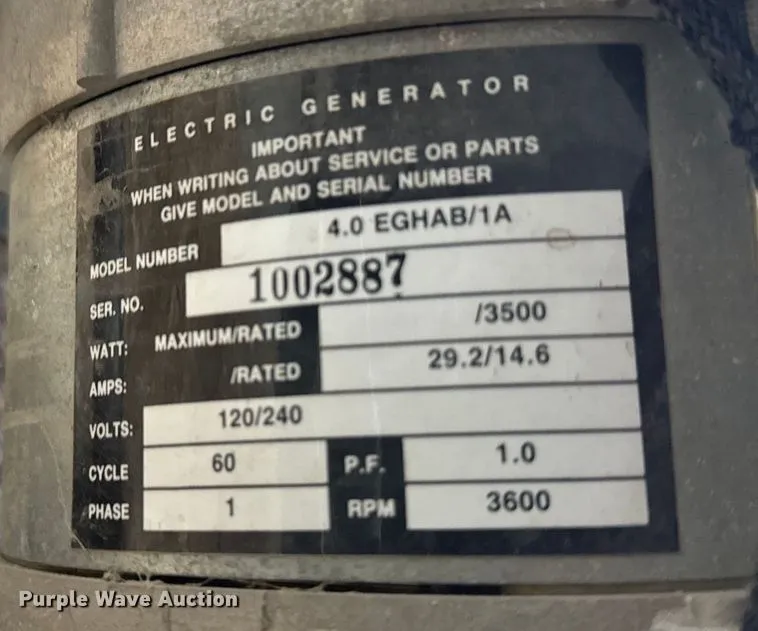 ELECTRIC GENERATOR
IMPORTANT
WHEN WRITING ABOUT SERVICE OR PARTS
GIVE MODEL AND SERIAL NUMBER
MODEL NUMBER 4.0 EGHAB/1A
SER. NO. 1002887
WATT: MAXIMUM/RATED /3500
AMPS: /RATED 29.2/14.6
VOLTS: 120/240
CYCLE 60 P.F. 1.0
PHASE 1 RPM 3600
Purple Wave Auction